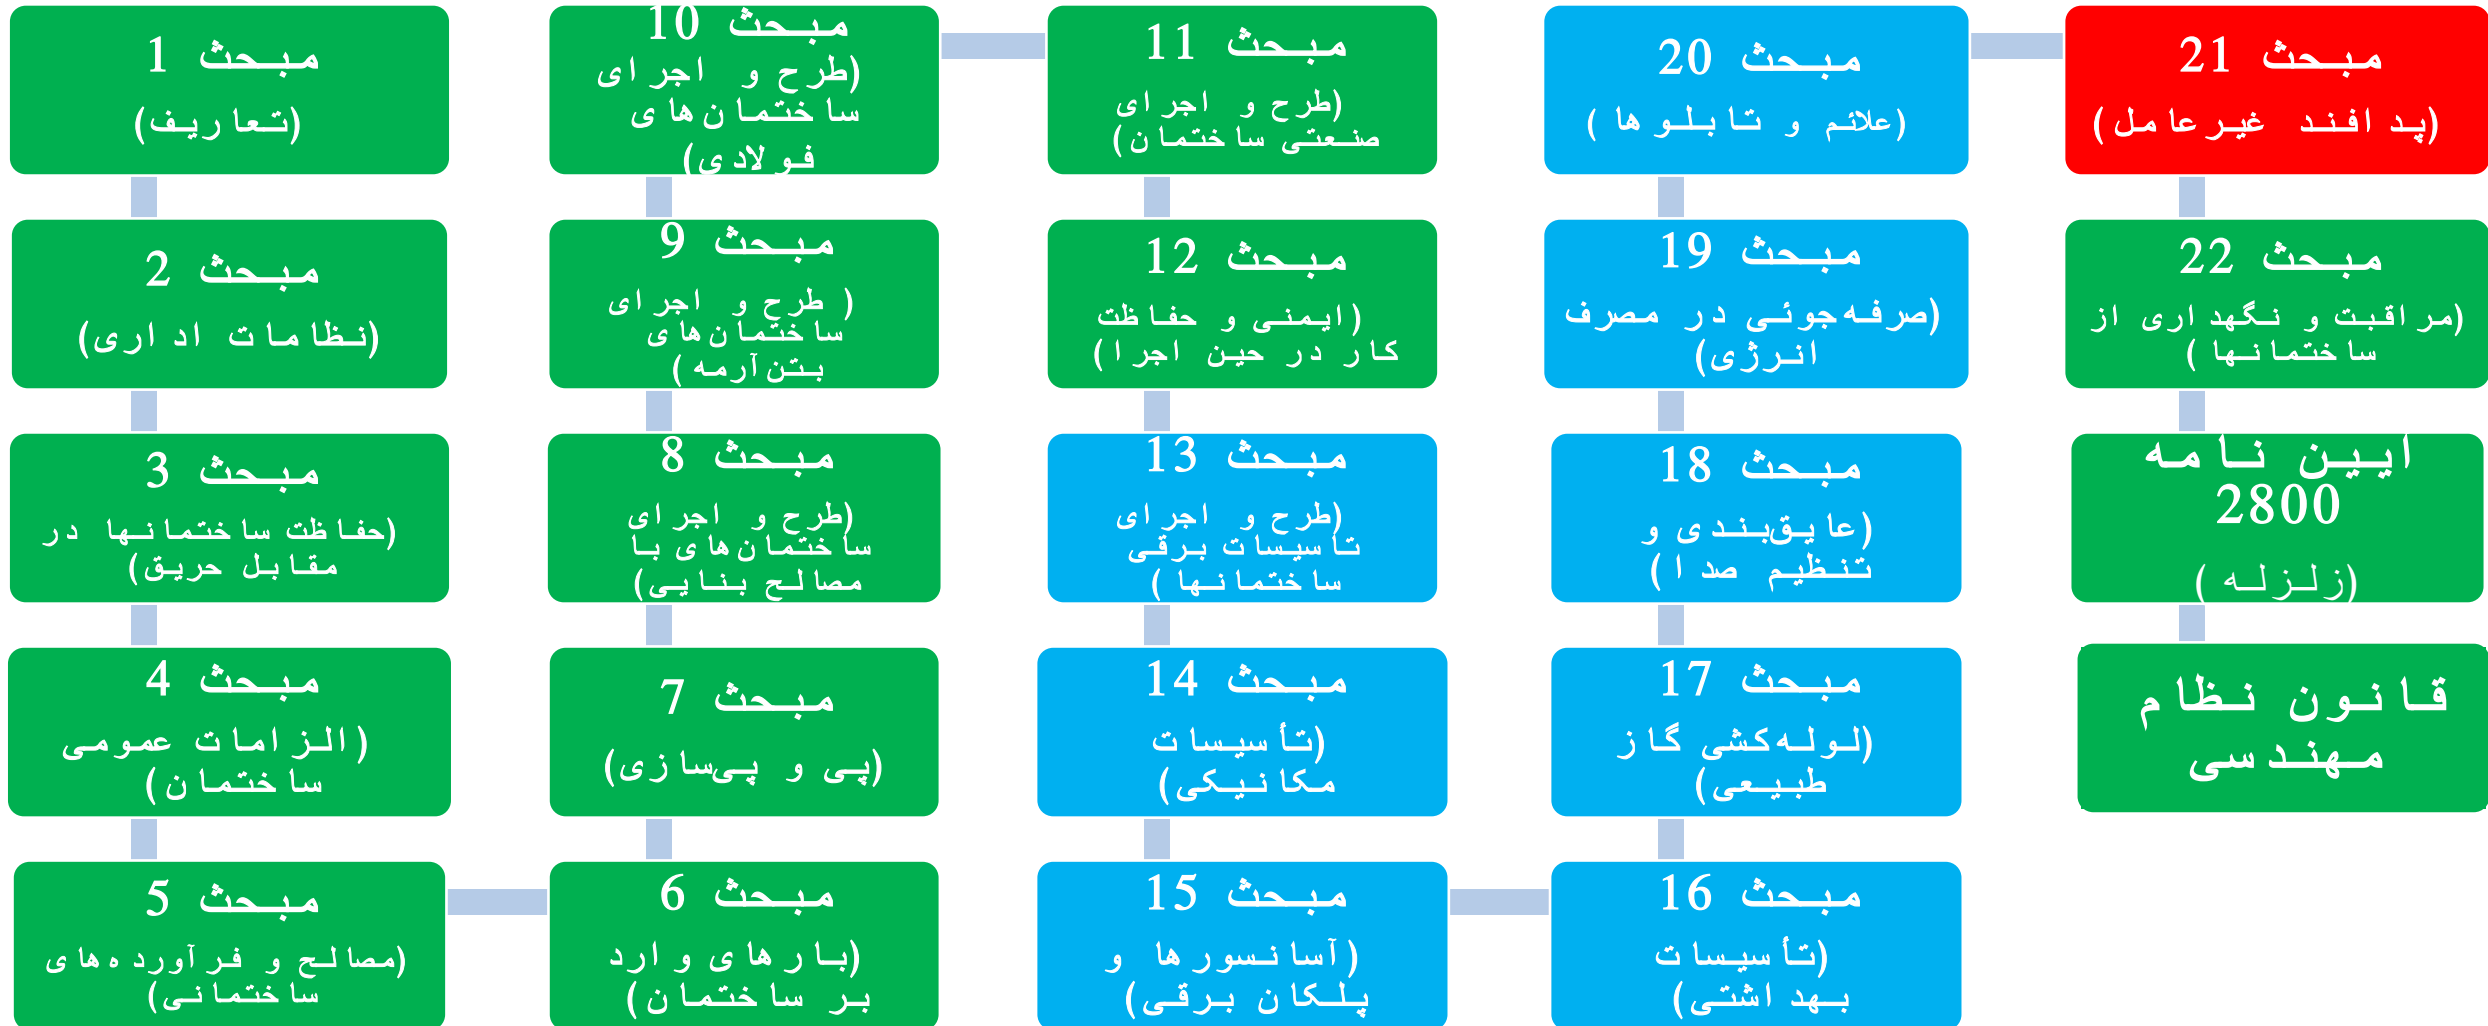 مبحث 1
(تعاریف)
مبحث 2
(نظامات اداری)
مبحث 3
(حفاظت ساختمانها در
مقابل حریق)
مبحث 4
(الزامات عمومی
ساختمان)
مبحث 5
(مصالح و فرآورده‌های
ساختمانی)
مبحث 6
(بارهای وارد
بر ساختمان)
مبحث 7
(پی و پی‌سازی)
مبحث 8
(طرح و اجرای
ساختمان‌های با
مصالح بنایی)
مبحث 9
( طرح و اجرای
ساختمان‌های
بتن‌آرمه)
مبحث 10
(طرح و اجرای
ساختمان‌های
فولادی)
مبحث 11
(طرح و اجرای
صنعتی ساختمان)
مبحث 12
(ایمنی و حفاظت
کار در حین اجرا)
مبحث 13
(طرح و اجرای
تاسیسات برقی
ساختمانها)
مبحث 14
(تأسیسات
مکانیکی)
مبحث 15
(آسانسورها و
پلکان برقی)
مبحث 16
(تأسیسات
بهداشتی)
مبحث 17
(لوله‌کشی گاز
طبیعی)
مبحث 18
(عایق‌بندی و
تنظیم صدا)
مبحث 19
(صرفه‌جوئی در مصرف
انرژی)
مبحث 20
(علائم و تابلوها)
مبحث 21
(پدافند غیرعامل)
مبحث 22
(مراقبت و نگهداری از
ساختمانها)
ایین نامه
2800
(زلزله)
قانون نظام
مهندسی